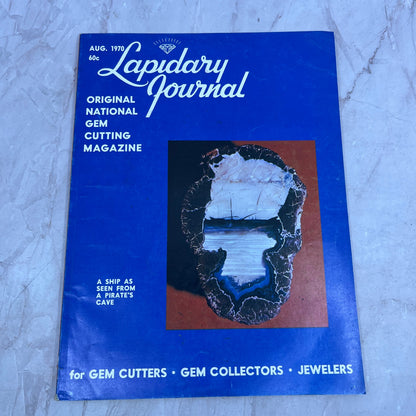 AUG. 1970
60c
Lapidary
Journal
ORIGINAL
NATIONAL
GEM
CUTTING
MAGAZINE
A SHIP AS
SEEN FROM
A PIRATE'S
CAVE
for GEM CUTTERS • GEM COLLECTORS • JEWELERS